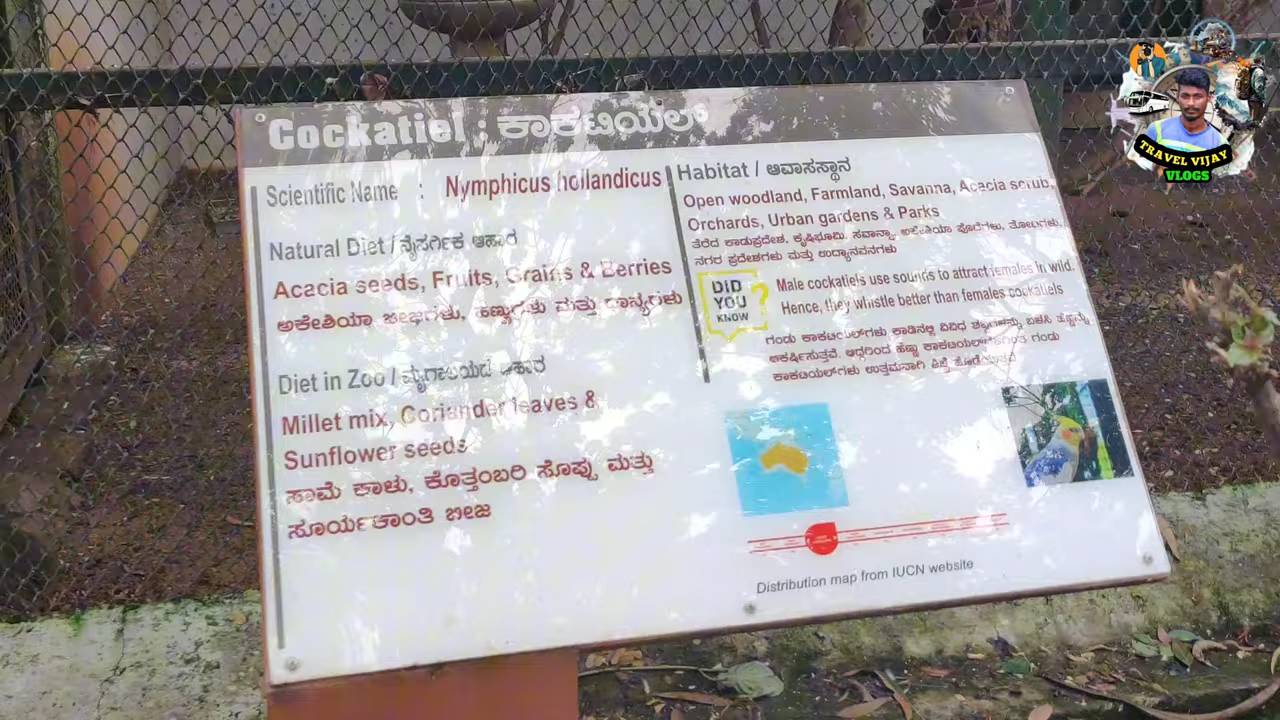 Cockatiel : ಕಾಕಟಿಯೆಲ್
Scientific Name : Nymphicus hollandicus
Natural Diet / ನೈಸರ್ಗಿಕ ಆಹಾರ
Acacia seeds, Fruits, Grains & Berries
ಅಕೇಶಿಯಾ ಬೀಜಗಳು, ಹಣ್ಣುಗಳು ಮತ್ತು ಧಾನ್ಯಗಳು
Diet in Zoo / ಮೃಗಾಲಯದ ಆಹಾರ
Millet mix, Coriander leaves &
Sunflower seeds
ಸಾಮೆ ಕಾಳು, ಕೊತ್ತಂಬರಿ ಸೊಪ್ಪು ಮತ್ತು
ಸೂರ್ಯಕಾಂತಿ ಬೀಜ
Habitat / ಆವಾಸಸ್ಥಾನ
Open woodland, Farmland, Savanna, Acacia scrub,
Orchards, Urban gardens & Parks
ತೆರೆದ ಕಾಡುಪ್ರದೇಶ, ಕೃಷಿಭೂಮಿ, ಸವಾನ್ನಾ, ಅಕೇಶಿಯಾ ಪೊದೆಗಳು, ತೋಟಗಳು,
ನಗರ ಪ್ರದೇಶಗಳು ಮತ್ತು ಉದ್ಯಾನವನಗಳು
DID
YOU
KNOW
?
Male cockatiels use sounds to attract females in wild.
Hence, they whistle better than females cockatiels
ಗಂಡು ಕಾಕಟಿಯೆಲ್‌ಗಳು ಕಾಡಿನಲ್ಲಿ ವಿವಿಧ ಶಬ್ದಗಳನ್ನು ಬಳಸಿ ಹೆಣ್ಣನ್ನು
ಆಕರ್ಷಿಸುತ್ತವೆ. ಆದ್ದರಿಂದ ಹೆಣ್ಣು ಕಾಕಟಿಯೆಲ್‌ಗಳಿಗಿಂತ ಗಂಡು
ಕಾಕಟಿಯೆಲ್‌ಗಳು ಉತ್ತಮವಾಗಿ ಶಿಳ್ಳೆ ಹೊಡೆಯುತ್ತವೆ
Distribution map from IUCN website
TRAVEL VIJAY
VLOGS